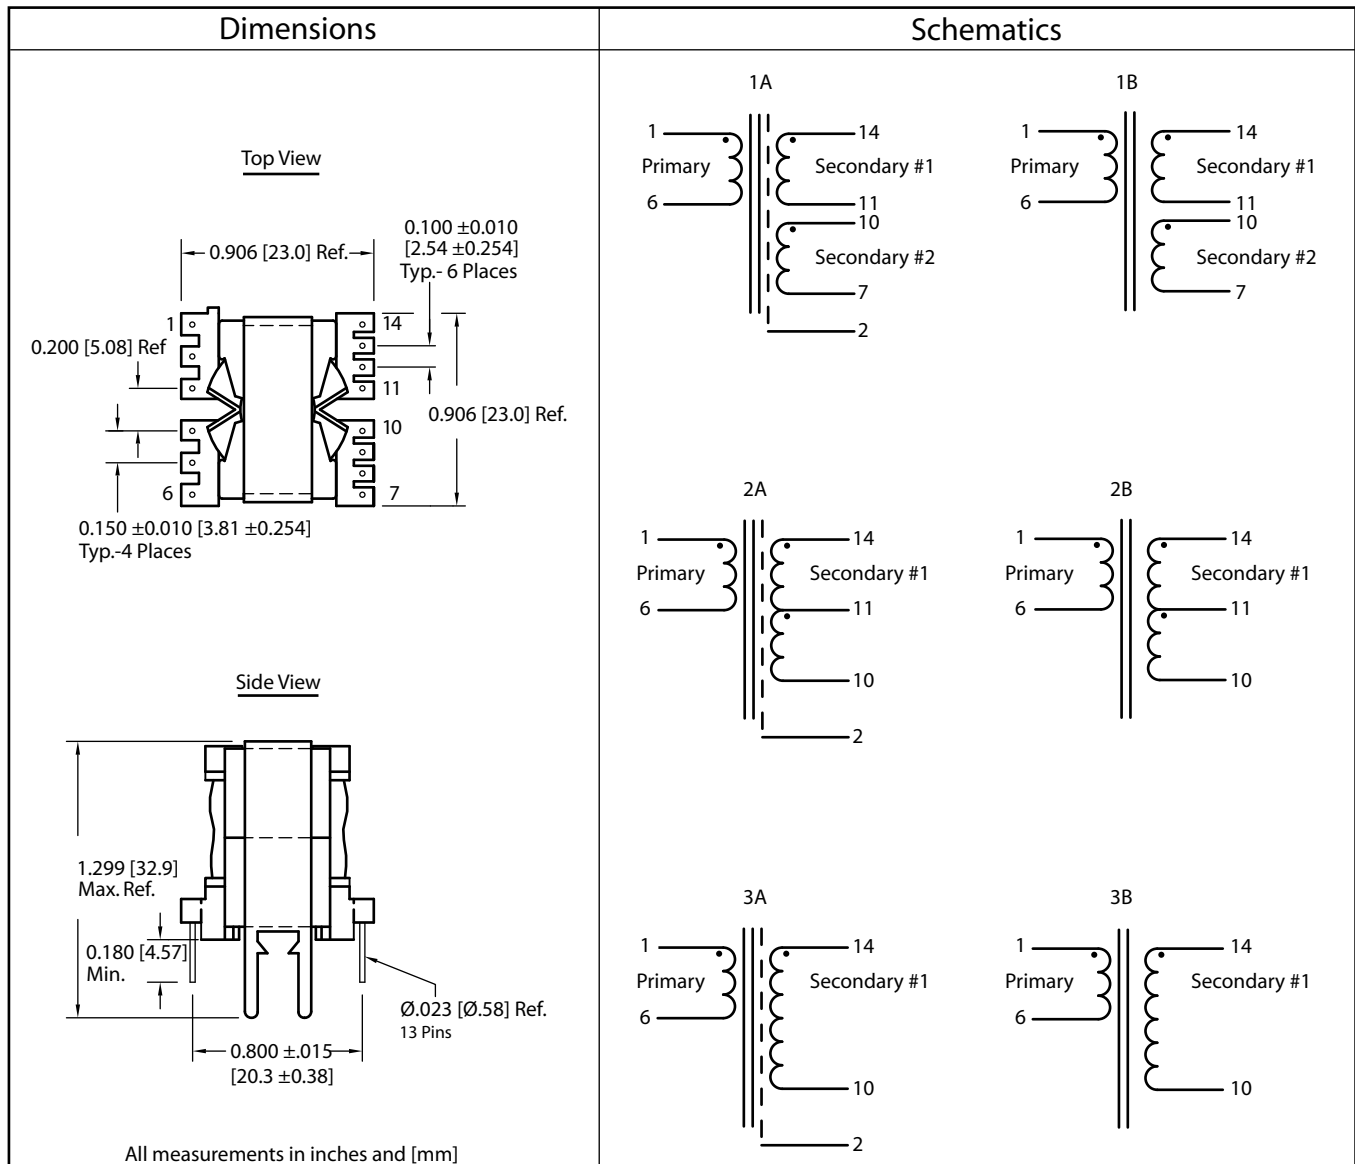 Dimensions
Top View
0.906 [23.0] Ref.
0.100 ±0.010
[2.54 ±0.254]
Typ.- 6 Places
1
14
0.200 [5.08] Ref
11
0.906 [23.0] Ref.
10
6
7
0.150 ±0.010 [3.81 ±0.254]
Typ.-4 Places
Side View
1.299 [32.9]
Max. Ref.
0.180 [4.57]
Min.
Ø.023 [Ø.58] Ref.
13 Pins
0.800 ±.015
[20.3 ±0.38]
All measurements in inches and [mm]
Schematics
1A
1
14
Primary
Secondary #1
6
11
10
Secondary #2
7
2
1B
1
14
Primary
Secondary #1
6
11
10
Secondary #2
7
2A
1
14
Primary
Secondary #1
6
11
10
2
2B
1
14
Primary
Secondary #1
6
11
10
3A
1
14
Primary
Secondary #1
6
10
2
3B
1
14
Primary
Secondary #1
6
10